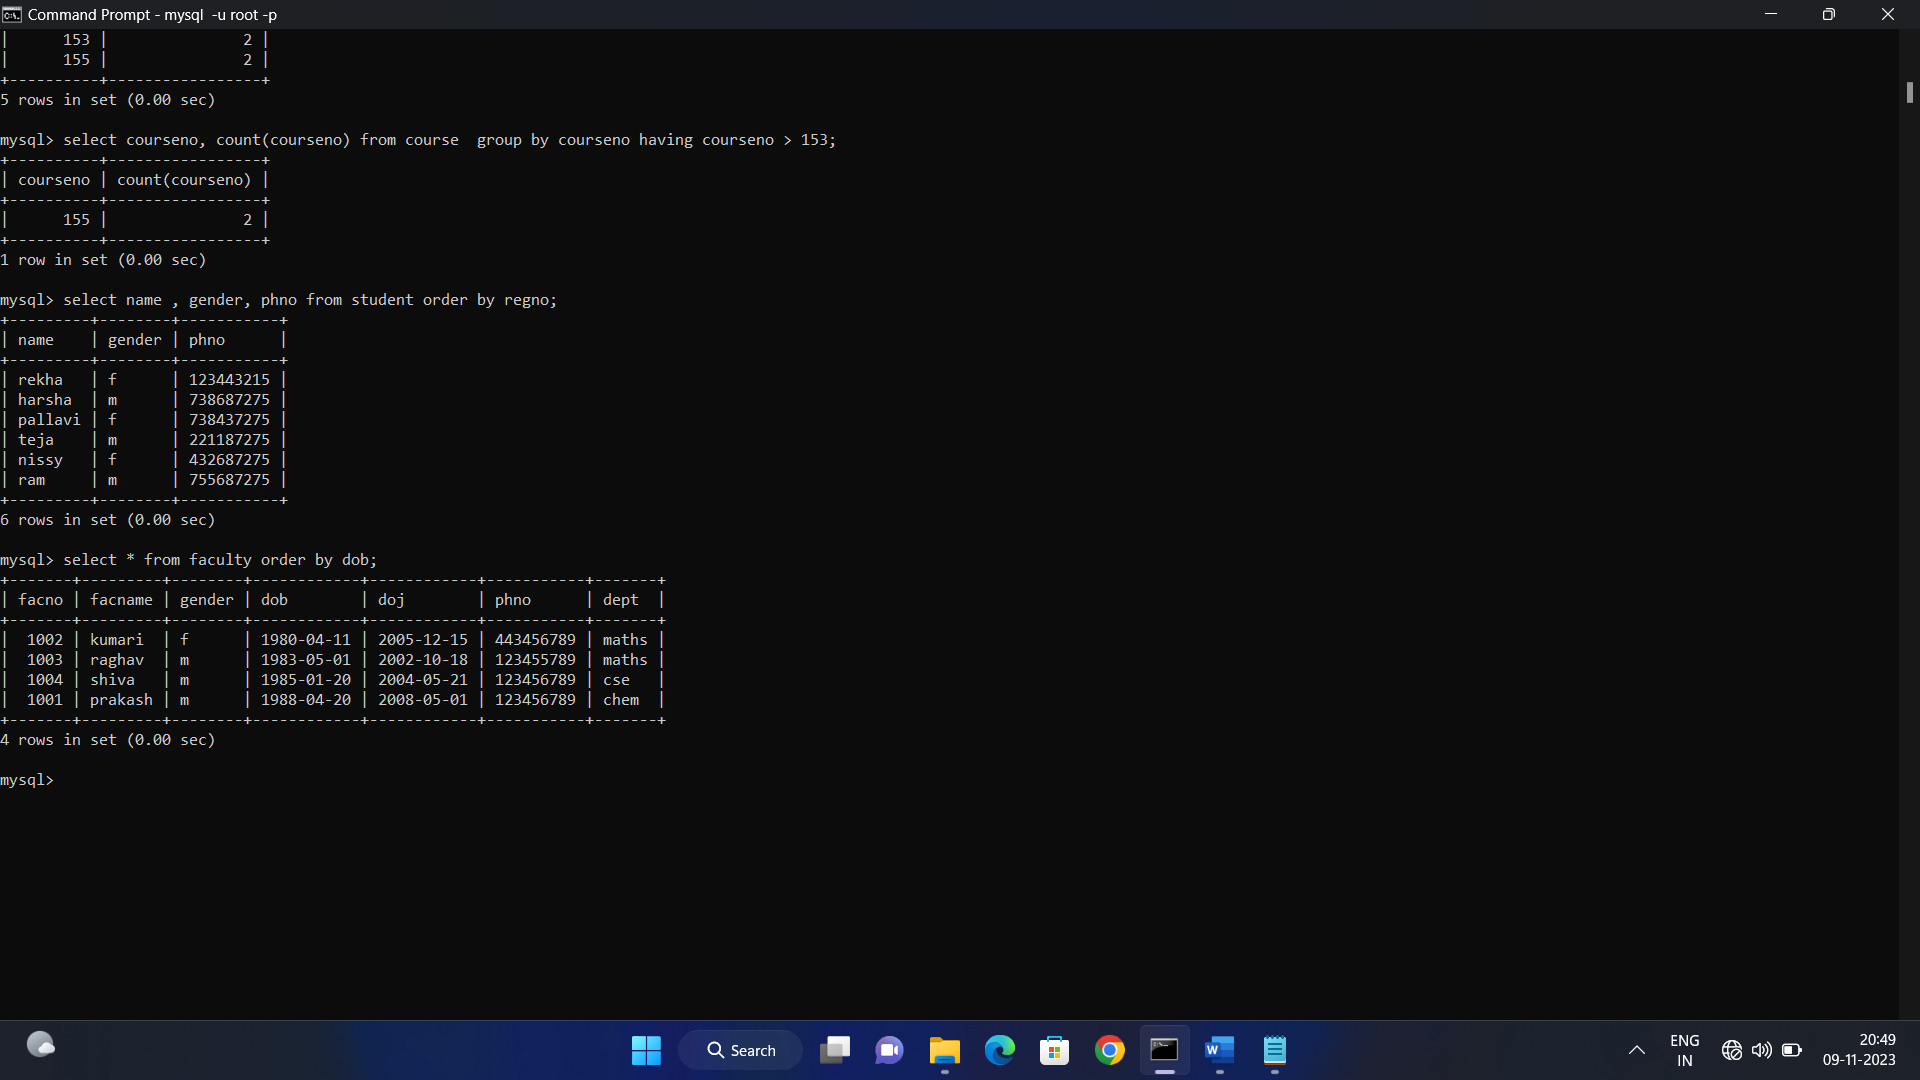 Command Prompt - mysql  -u root -p
|      153 |               2 |
|      155 |               2 |
+----------+-----------------+
5 rows in set (0.00 sec)
mysql> select courseno, count(courseno) from course  group by courseno having courseno > 153;
+----------+-----------------+
| courseno | count(courseno) |
+----------+-----------------+
|      155 |               2 |
+----------+-----------------+
1 row in set (0.00 sec)
mysql> select name , gender, phno from student order by regno;
+---------+--------+-----------+
| name    | gender | phno      |
+---------+--------+-----------+
| rekha   | f      | 123443215 |
| harsha  | m      | 738687275 |
| pallavi | f      | 738437275 |
| teja    | m      | 221187275 |
| nissy   | f      | 432687275 |
| ram     | m      | 755687275 |
+---------+--------+-----------+
6 rows in set (0.00 sec)
mysql> select * from faculty order by dob;
+-------+---------+--------+------------+------------+-----------+-------+
| facno | facname | gender | dob        | doj        | phno      | dept  |
+-------+---------+--------+------------+------------+-----------+-------+
|  1002 | kumari  | f      | 1980-04-11 | 2005-12-15 | 443456789 | maths |
|  1003 | raghav  | m      | 1983-05-01 | 2002-10-18 | 123455789 | maths |
|  1004 | shiva   | m      | 1985-01-20 | 2004-05-21 | 123456789 | cse   |
|  1001 | prakash | m      | 1988-04-20 | 2008-05-01 | 123456789 | chem  |
+-------+---------+--------+------------+------------+-----------+-------+
4 rows in set (0.00 sec)
mysql>
Search
ENG
IN
20:49
09-11-2023